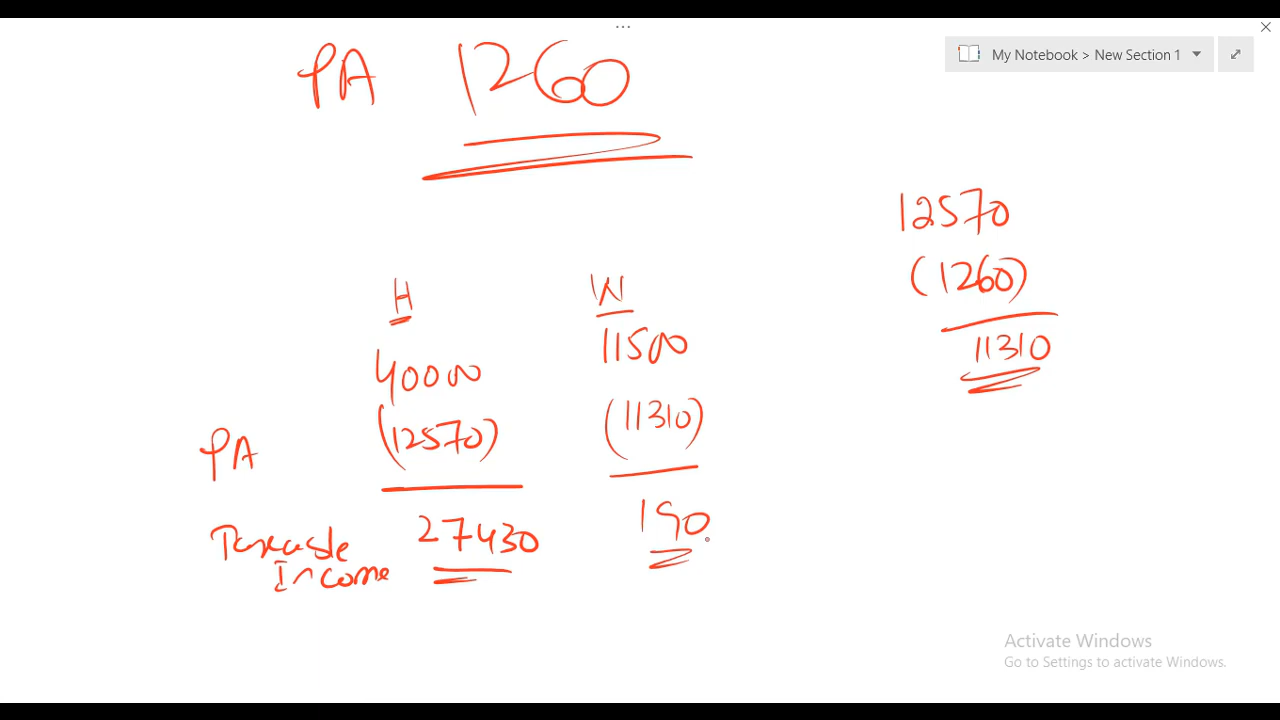 ...
My Notebook > New Section 1
PA 1260
12570
(1260)
11310
H W
40000 11500
PA (12570) (11310)
Taxable Income 27430 190
Activate Windows
Go to Settings to activate Windows.